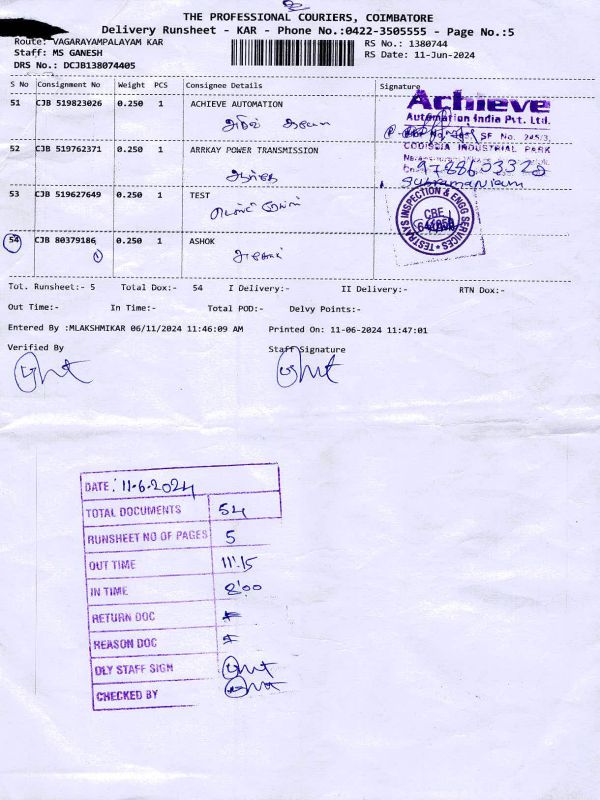 THE PROFESSIONAL COURIERS, COIMBATORE
Delivery Runsheet - KAR - Phone No.:0422-3505555 - Page No.:5
Route: VAGARAYAMPALAYAM KAR
RS No.: 1380744
Staff: MS GANESH
RS Date: 11-Jun-2024
DRS No.: DCJB138074405
S No Consignment No Weight PCS Consignee Details Signature
51 CJB 519823026 0.250 1 ACHIEVE AUTOMATION
Achieve
Automation India Pvt. Ltd.
SF No. 245/3,
52 CJB 519762371 0.250 1 ARRKAY POWER TRANSMISSION
CODISSIA INDUSTRIAL PARK
Subramaniam
53 CJB 519627649 0.250 1 TEST
TESTRAYS INSPECTION & ENGG SERVICES
CBE
54 CJB 80379186 0.250 1 ASHOK
1
Tot. Runsheet:- 5 Total Dox:- 54 I Delivery:- II Delivery:- RTN Dox:-
Out Time:- In Time:- Total POD:- Delvy Points:-
Entered By :MLAKSHMIKAR 06/11/2024 11:46:09 AM Printed On: 11-06-2024 11:47:01
Verified By Staff Signature
DATE: 11.6.2024
TOTAL DOCUMENTS 54
RUNSHEET NO OF PAGES 5
OUT TIME 11.15
IN TIME 8.00
RETURN DOC
REASON DOC
DLY STAFF SIGN
CHECKED BY